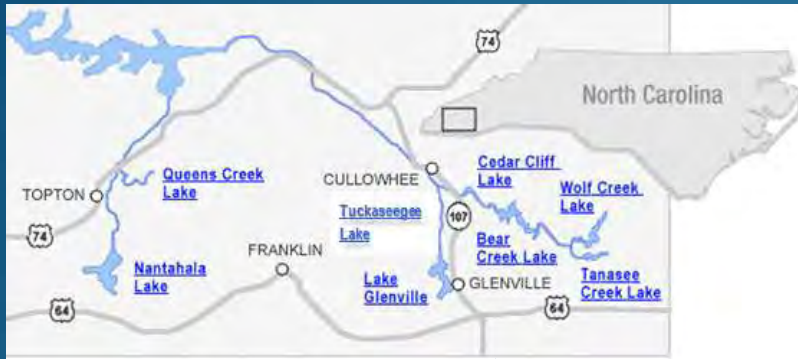 74
North Carolina
Queens Creek
Lake
CULLOWHEE
Cedar Cliff
Lake
Wolf Creek
Lake
TOPTON
Tuckaseegee
Lake
107
74
FRANKLIN
Bear
Creek Lake
Nantahala
Lake
Lake
Glenville
GLENVILLE
Tanasee
Creek Lake
64
64